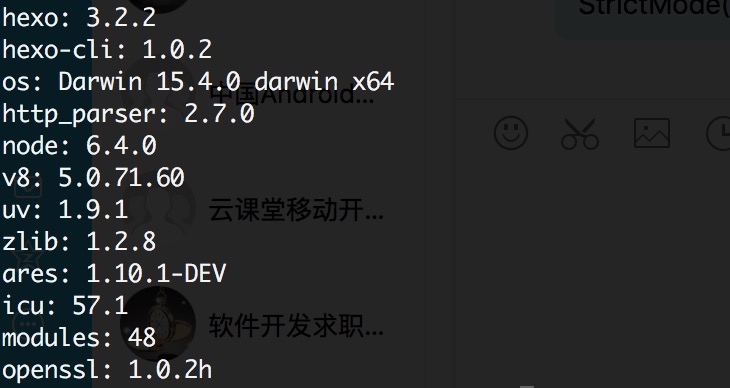 StrictMode(
hexo: 3.2.2
hexo-cli: 1.0.2
os: Darwin 15.4.0 darwin x64
中国Android...
http_parser: 2.7.0
node: 6.4.0
v8: 5.0.71.60
uv: 1.9.1
云课堂移动开...
zlib: 1.2.8
ares: 1.10.1-DEV
icu: 57.1
软件开发求职...
modules: 48
openssl: 1.0.2h